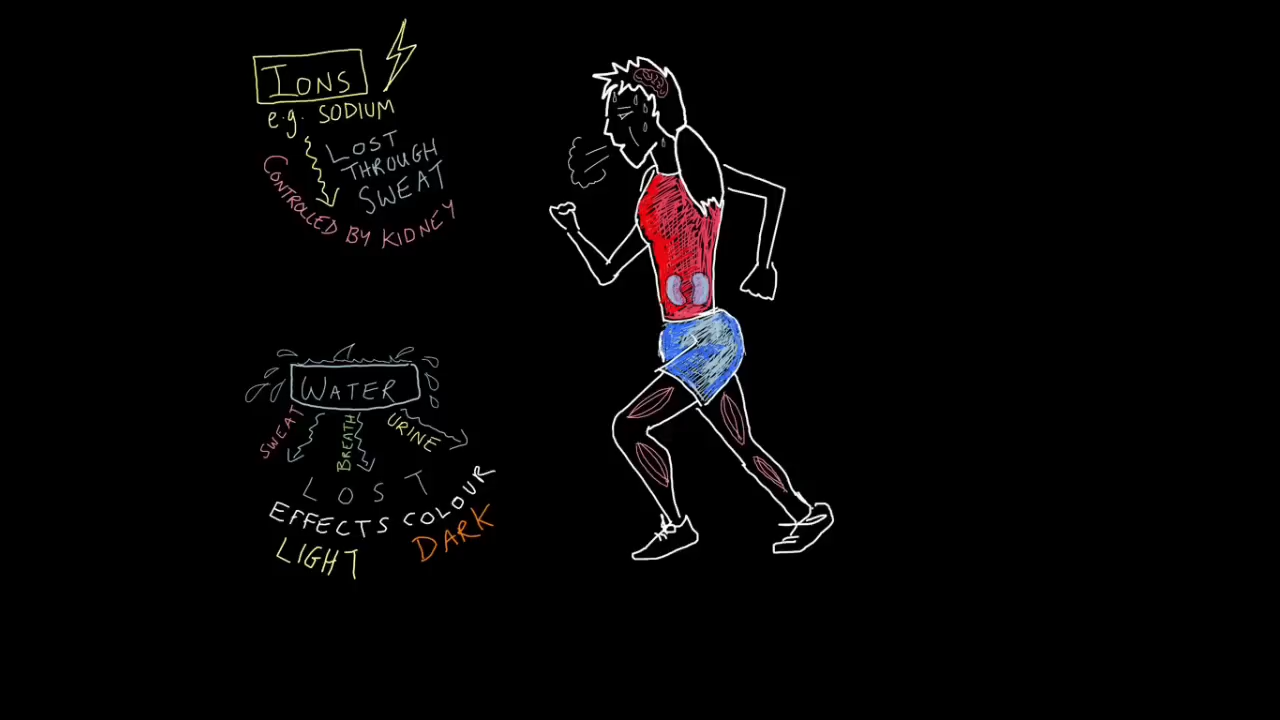 IONS
e.g. SODIUM
LOST
THROUGH
SWEAT
CONTROLLED BY KIDNEY
WATER
SWEAT
BREATH
URINE
LOST
EFFECTS COLOUR
LIGHT
DARK